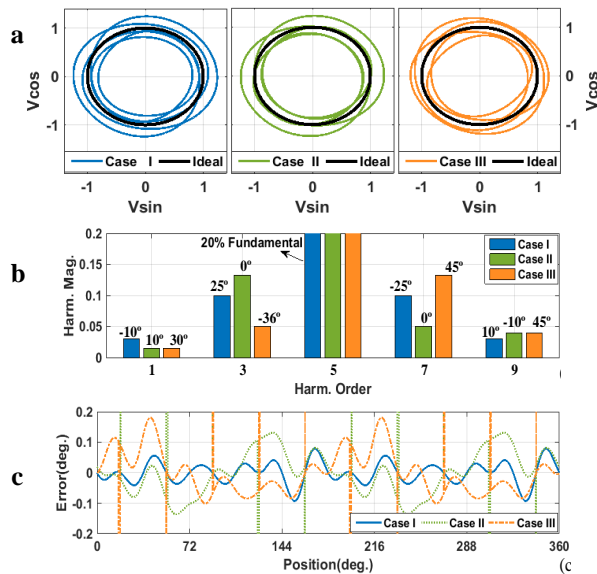 a
Vcos
1
0
-1
Case I Ideal
Case II Ideal
Case III Ideal
1
0
-1
Vcos
-1 0 1
-1 0 1
-1 0 1
Vsin
Vsin
Vsin
b
Harm. Mag.
0.2
0.15
0.1
0.05
0
20% Fundamental
Case I
Case II
Case III
-10º 10º 30º
25º 0º -36º
-25º 0º 45º
10º -10º 45º
1 3 5 7 9
Harm. Order
(
c
Error(deg.)
0.2
0.1
0
-0.1
-0.2
Case I Case II Case III
0 72 144 216 288 360
Position(deg.)
(c